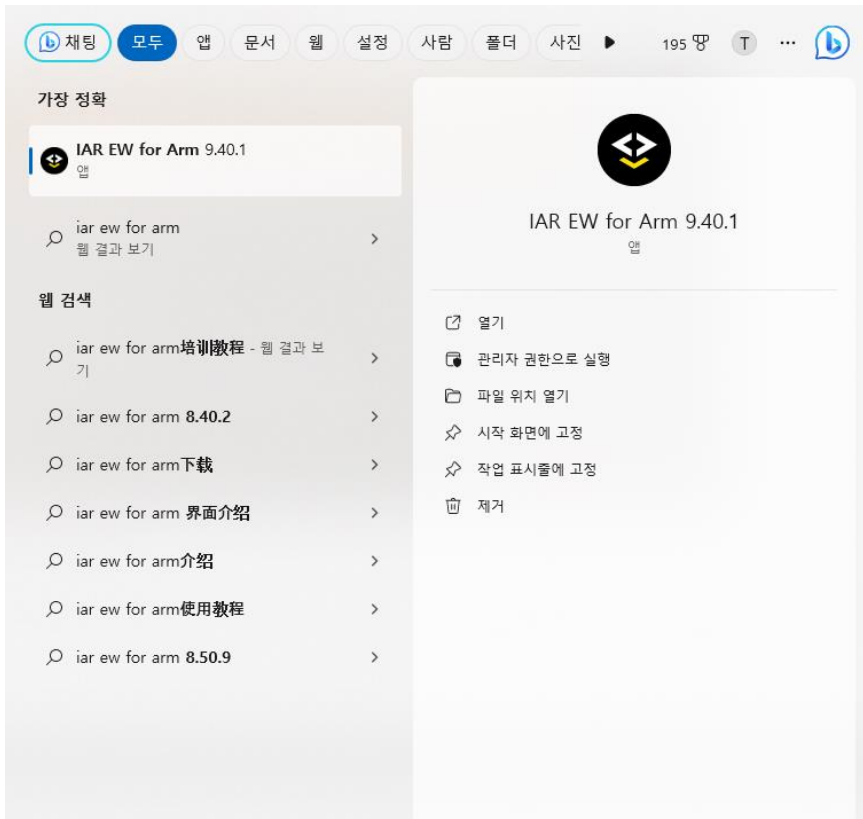 채팅 모두 앱 문서 웹 설정 사람 폴더 사진 195 T ...
가장 정확
IAR EW for Arm 9.40.1
앱
iar ew for arm
웹 결과 보기
웹 검색
iar ew for arm培训教程 - 웹 결과 보
기
iar ew for arm 8.40.2
iar ew for arm下载
iar ew for arm 界面介绍
iar ew for arm介绍
iar ew for arm使用教程
iar ew for arm 8.50.9
IAR EW for Arm 9.40.1
앱
열기
관리자 권한으로 실행
파일 위치 열기
시작 화면에 고정
작업 표시줄에 고정
제거